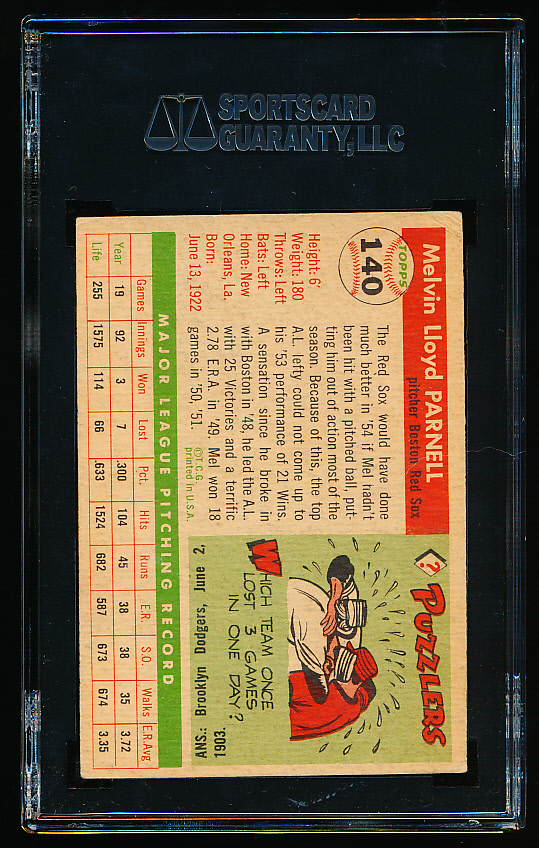 SPORTSCARD
GUARANTY, LLC
TOPPS
140
Melvin Lloyd PARNELL
pitcher Boston Red Sox
Height: 6'
Weight: 180
Throws: Left
Bats: Left
Home: New
Orleans, La.
Born:
June 13, 1922
The Red Sox would have done
much better in '54 if Mel hadn't
been hit with a pitched ball, put-
ting him out of action most of the
season. Because of this, the top
A.L. lefty could not come up to
his '53 performance of 21 Wins.
A sensation since he broke in
with Boston in '48, he led the A.L.
with 25 Victories and a terrific
2.78 E.R.A. in '49. Mel won 18
games in '50, '51.
©T.C.G.
printed in U.S.A.
?
PUZZLERS
WHICH TEAM ONCE
LOST 3 GAMES
IN ONE DAY?
ANS.: Brooklyn Dodgers, June 2,
1903.
MAJOR LEAGUE PITCHING RECORD
Games Innings Won Lost Pct. Hits Runs E.R. S.O. Walks E.R.Avg
Year 19 92 3 7 .300 104 45 38 38 35 3.72
Life 255 1575 114 66 .633 1524 682 587 673 674 3.35